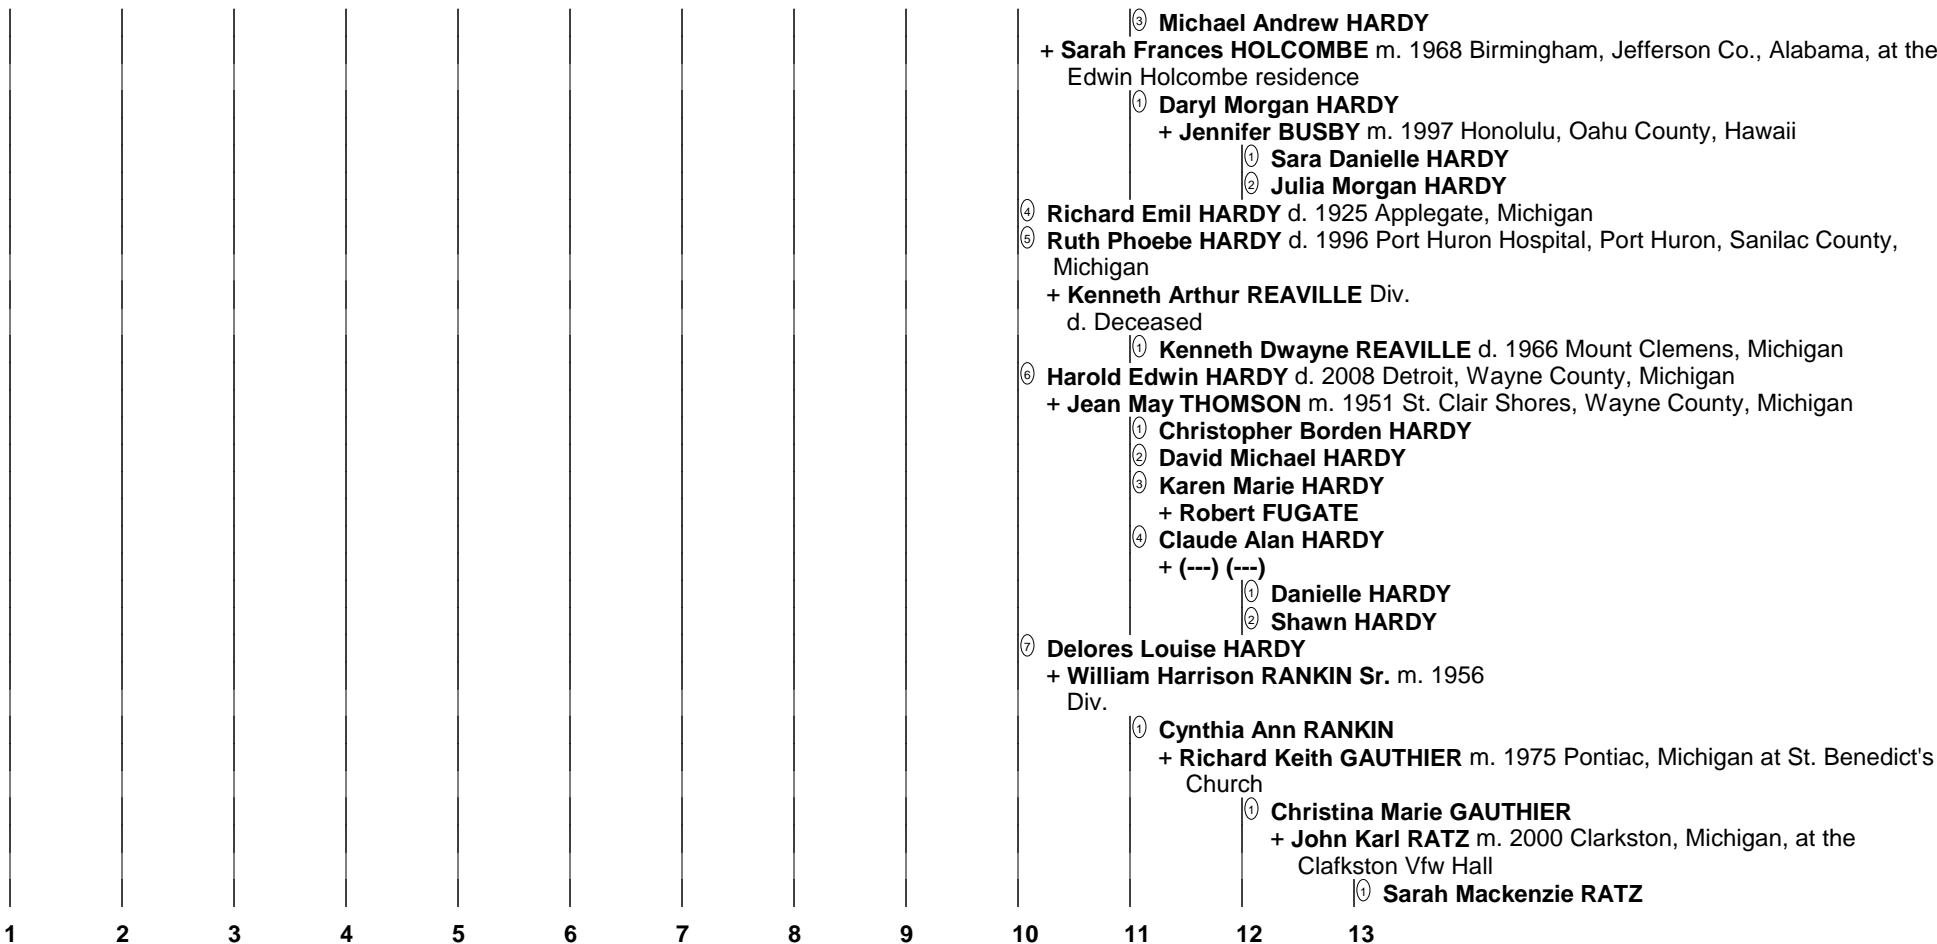 ③ Michael Andrew HARDY
+ Sarah Frances HOLCOMBE m. 1968 Birmingham, Jefferson Co., Alabama, at the
Edwin Holcombe residence
① Daryl Morgan HARDY
+ Jennifer BUSBY m. 1997 Honolulu, Oahu County, Hawaii
① Sara Danielle HARDY
② Julia Morgan HARDY
④ Richard Emil HARDY d. 1925 Applegate, Michigan
⑤ Ruth Phoebe HARDY d. 1996 Port Huron Hospital, Port Huron, Sanilac County,
Michigan
+ Kenneth Arthur REAVILLE Div.
d. Deceased
① Kenneth Dwayne REAVILLE d. 1966 Mount Clemens, Michigan
⑥ Harold Edwin HARDY d. 2008 Detroit, Wayne County, Michigan
+ Jean May THOMSON m. 1951 St. Clair Shores, Wayne County, Michigan
① Christopher Borden HARDY
② David Michael HARDY
③ Karen Marie HARDY
+ Robert FUGATE
④ Claude Alan HARDY
+ (---) (---)
① Danielle HARDY
② Shawn HARDY
⑦ Delores Louise HARDY
+ William Harrison RANKIN Sr. m. 1956
Div.
① Cynthia Ann RANKIN
+ Richard Keith GAUTHIER m. 1975 Pontiac, Michigan at St. Benedict's
Church
① Christina Marie GAUTHIER
+ John Karl RATZ m. 2000 Clarkston, Michigan, at the
Clafkston Vfw Hall
① Sarah Mackenzie RATZ
1 2 3 4 5 6 7 8 9 10 11 12 13